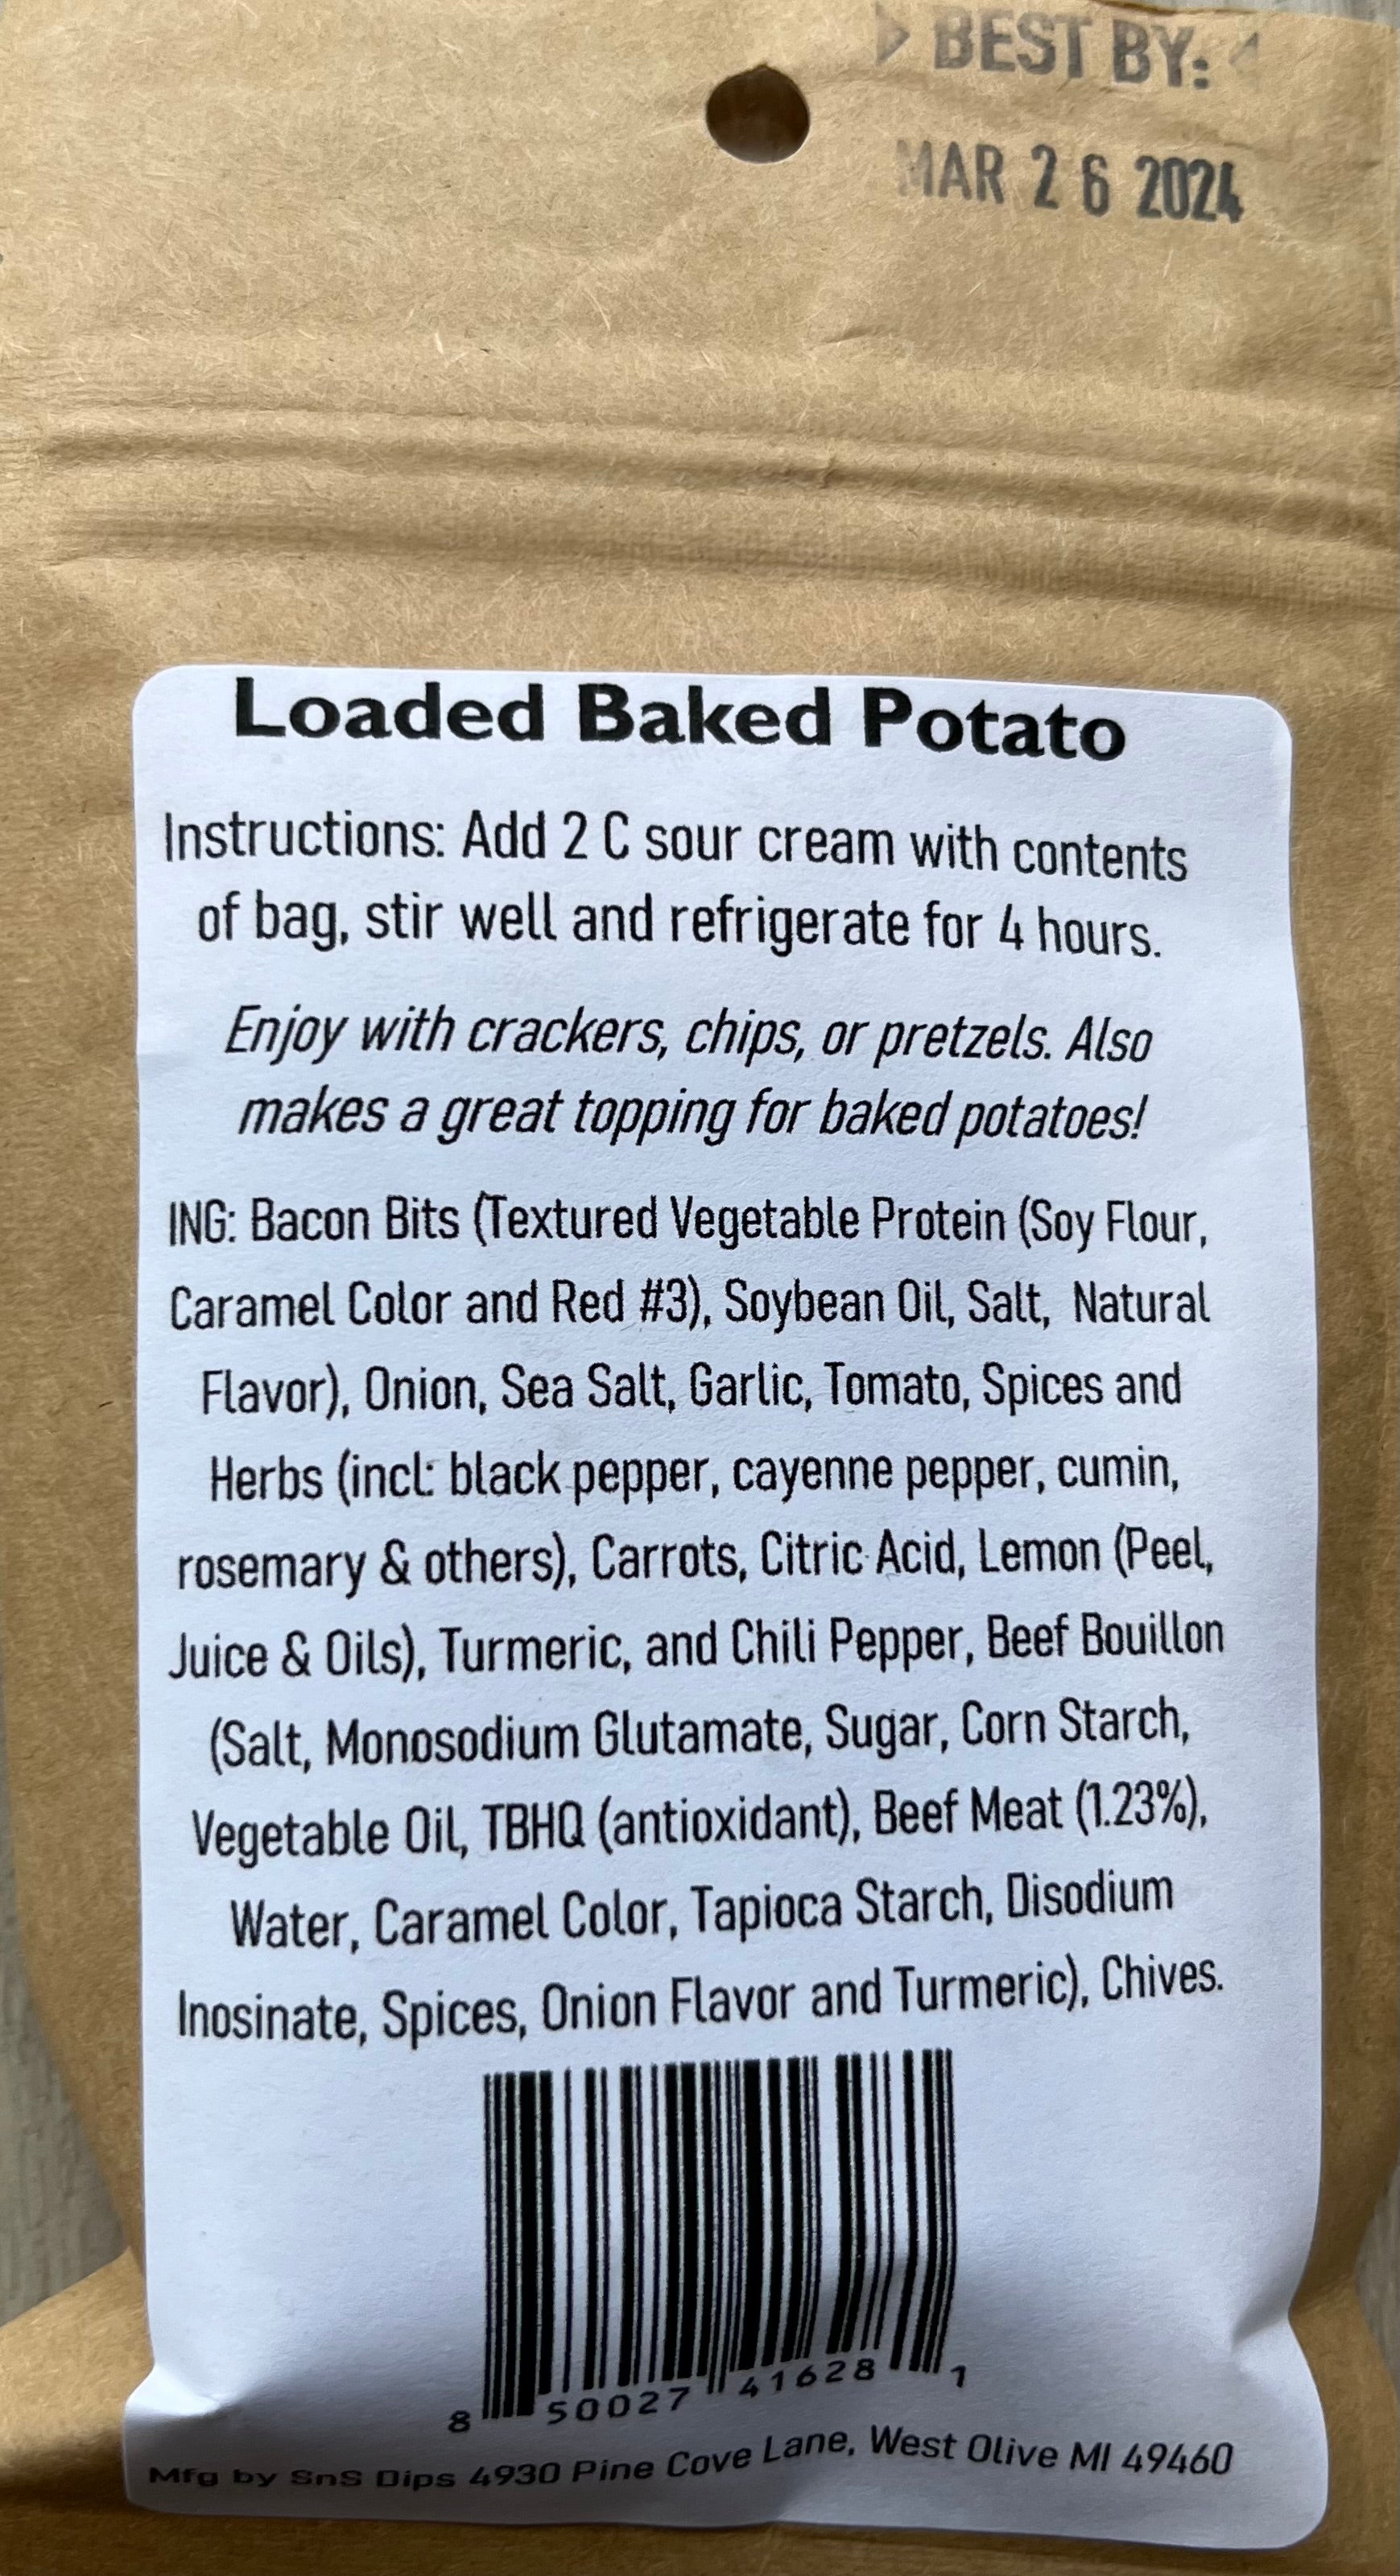 BEST BY:
MAR 26 2024
Loaded Baked Potato
Instructions: Add 2 C sour cream with contents
of bag, stir well and refrigerate for 4 hours.
Enjoy with crackers, chips, or pretzels. Also
makes a great topping for baked potatoes!
ING: Bacon Bits (Textured Vegetable Protein (Soy Flour,
Caramel Color and Red #3), Soybean Oil, Salt, Natural
Flavor), Onion, Sea Salt, Garlic, Tomato, Spices and
Herbs (incl: black pepper, cayenne pepper, cumin,
rosemary & others), Carrots, Citric Acid, Lemon (Peel,
Juice & Oils), Turmeric, and Chili Pepper, Beef Bouillon
(Salt, Monosodium Glutamate, Sugar, Corn Starch,
Vegetable Oil, TBHQ (antioxidant), Beef Meat (1.23%),
Water, Caramel Color, Tapioca Starch, Disodium
Inosinate, Spices, Onion Flavor and Turmeric), Chives.
8 50027 41628 1
Mfg by SnS Dips 4930 Pine Cove Lane, West Olive MI 49460